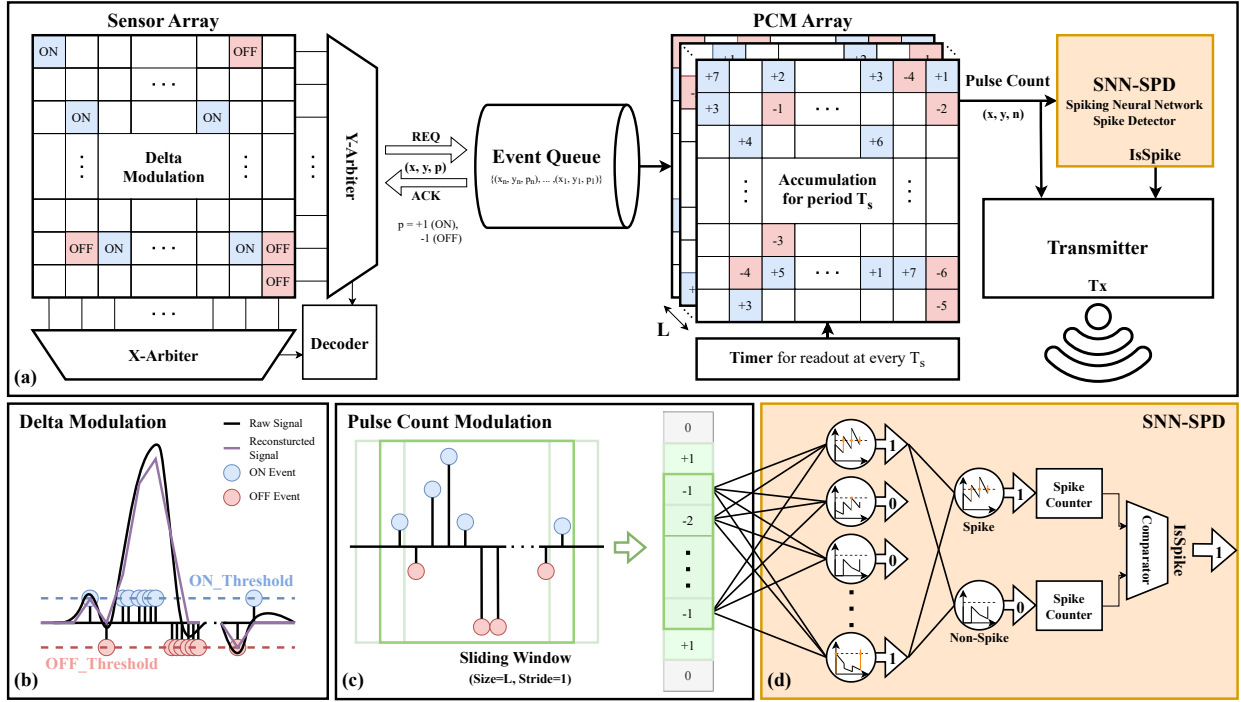 Sensor Array
ON
OFF
. . .
ON
ON
Delta
Modulation
OFF
ON
. . .
ON
OFF
OFF
. . .
Y-Arbiter
X-Arbiter
Decoder
(a)
REQ
(x, y, p)
ACK
p = +1 (ON),
-1 (OFF)
Event Queue
{(xₙ, yₙ, pₙ), ... ,(x₁, y₁, p₁)}
PCM Array
+7
+2
+3
-4
+1
+3
-1
. . .
-2
+4
+6
Accumulation
for period Tₛ
-3
-4
+5
. . .
+1
+7
-6
+3
-5
L
Timer for readout at every Tₛ
Pulse Count
(x, y, n)
SNN-SPD
Spiking Neural Network
Spike Detector
IsSpike
Transmitter
Tx
Delta Modulation
Raw Signal
Reconsturcted
Signal
ON Event
OFF Event
ON_Threshold
OFF_Threshold
(b)
Pulse Count Modulation
Sliding Window
(Size=L, Stride=1)
(c)
0
+1
-1
-2
-1
+1
0
SNN-SPD
1
0
0
1
Spike
1
Non-Spike
0
Spike
Counter
Spike
Counter
Comparator
IsSpike
1
(d)